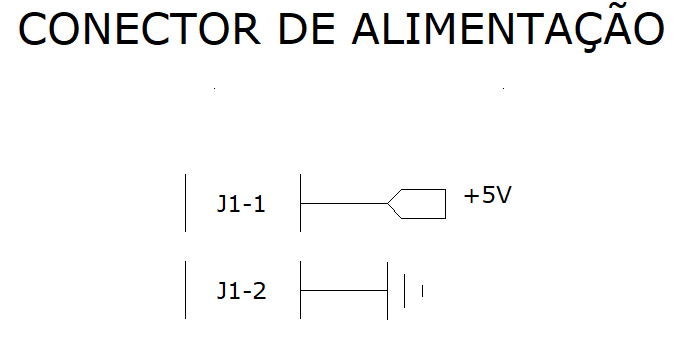 CONECTOR DE ALIMENTAÇÃO
J1-1 +5V
J1-2